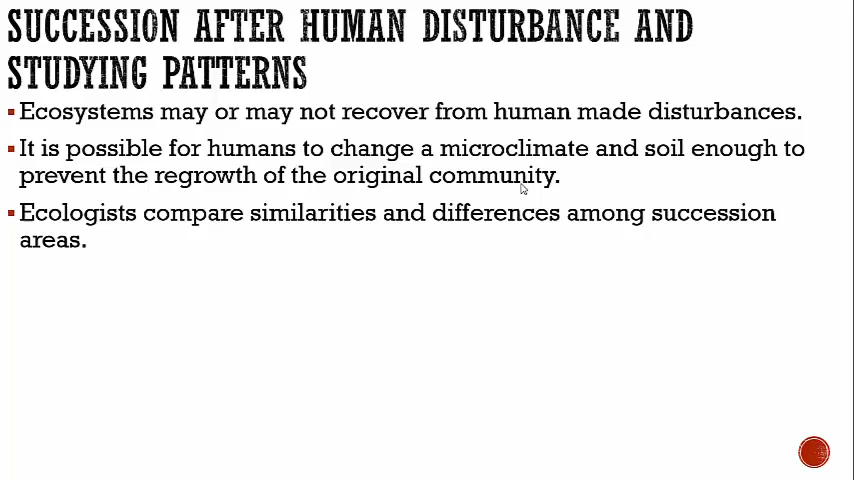 SUCCESSION AFTER HUMAN DISTURBANCE AND
STUDYING PATTERNS
▪Ecosystems may or may not recover from human made disturbances.
▪It is possible for humans to change a microclimate and soil enough to
prevent the regrowth of the original community.
▪Ecologists compare similarities and differences among succession
areas.